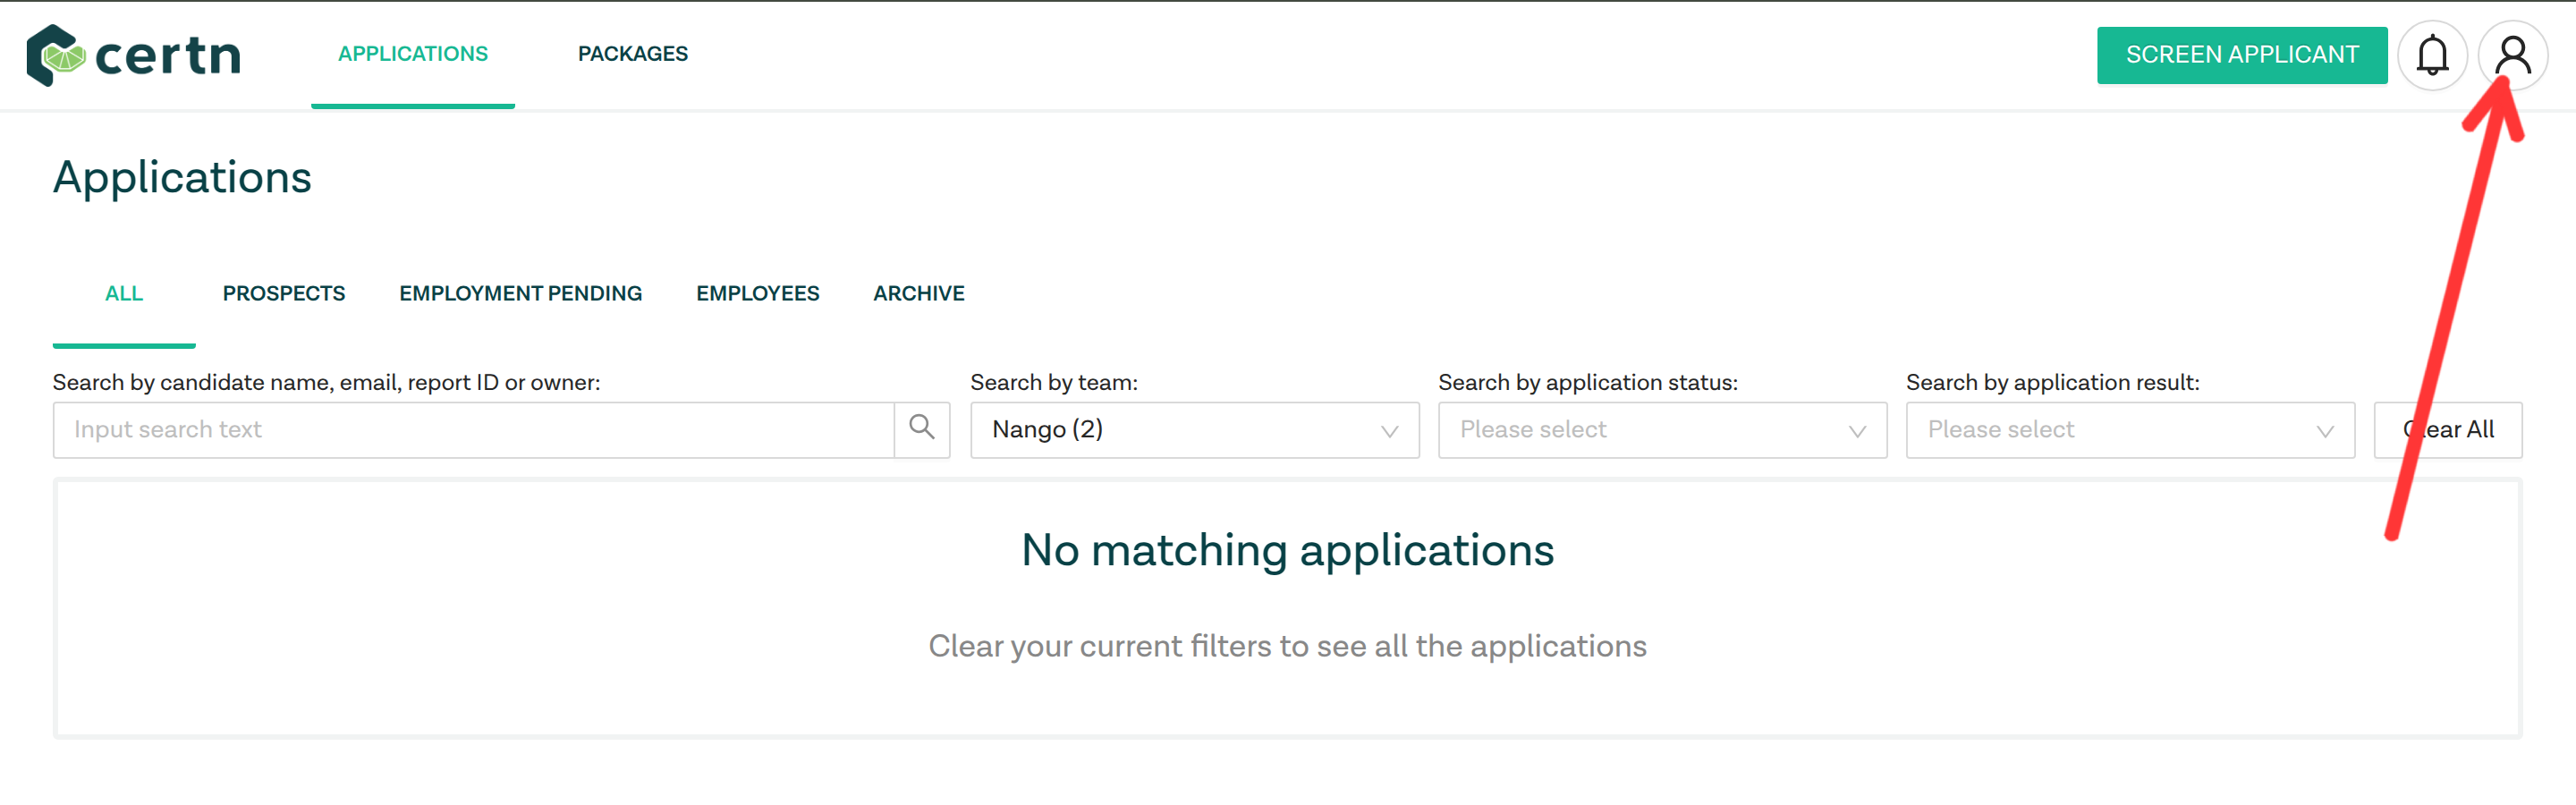 certn
APPLICATIONS
PACKAGES
SCREEN APPLICANT
Applications
ALL
PROSPECTS
EMPLOYMENT PENDING
EMPLOYEES
ARCHIVE
Search by candidate name, email, report ID or owner:
Input search text
Search by team:
Nango (2)
Search by application status:
Please select
Search by application result:
Please select
Clear All
No matching applications
Clear your current filters to see all the applications